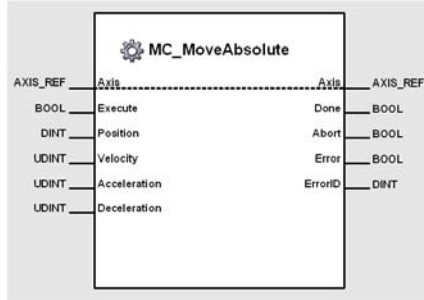 MC_MoveAbsolute
AXIS_REF Axis Axis AXIS_REF
BOOL Execute Done BOOL
DINT Position Abort BOOL
UDINT Velocity Error BOOL
UDINT Acceleration ErrorID DINT
UDINT Deceleration